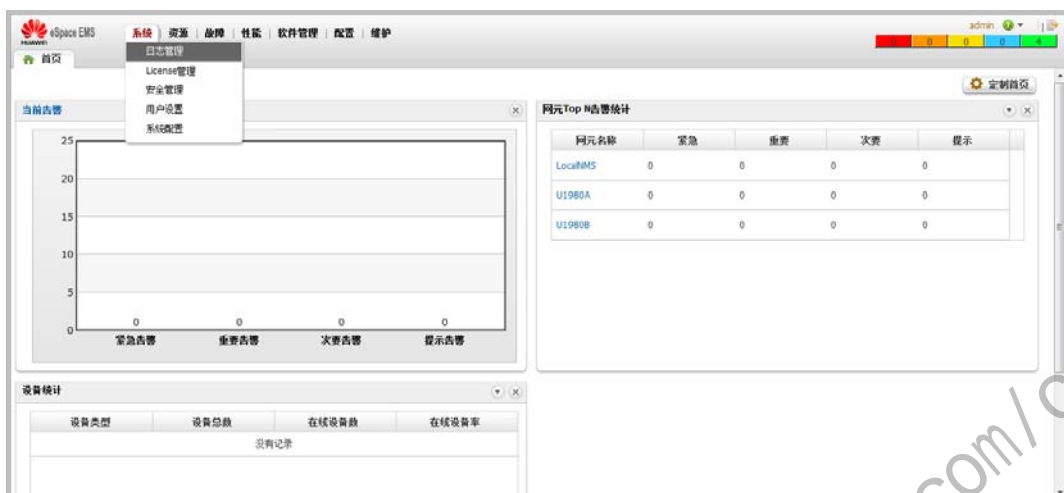 HUAWEI eSpace EMS 系统 资源 故障 性能 软件管理 配置 维护 admin
0 0 0 0 4
首页
日志管理
License管理
安全管理
用户设置
系统配置
定制首页
当前告警
25
20
15
10
5
0
0 0 0 0
紧急告警 重要告警 次要告警 提示告警
网元Top N告警统计
网元名称 紧急 重要 次要 提示
LocalNMS 0 0 0 0
U1980A 0 0 0 0
U1980B 0 0 0 0
设备统计
设备类型 设备总数 在线设备数 在线设备率
没有记录
com/